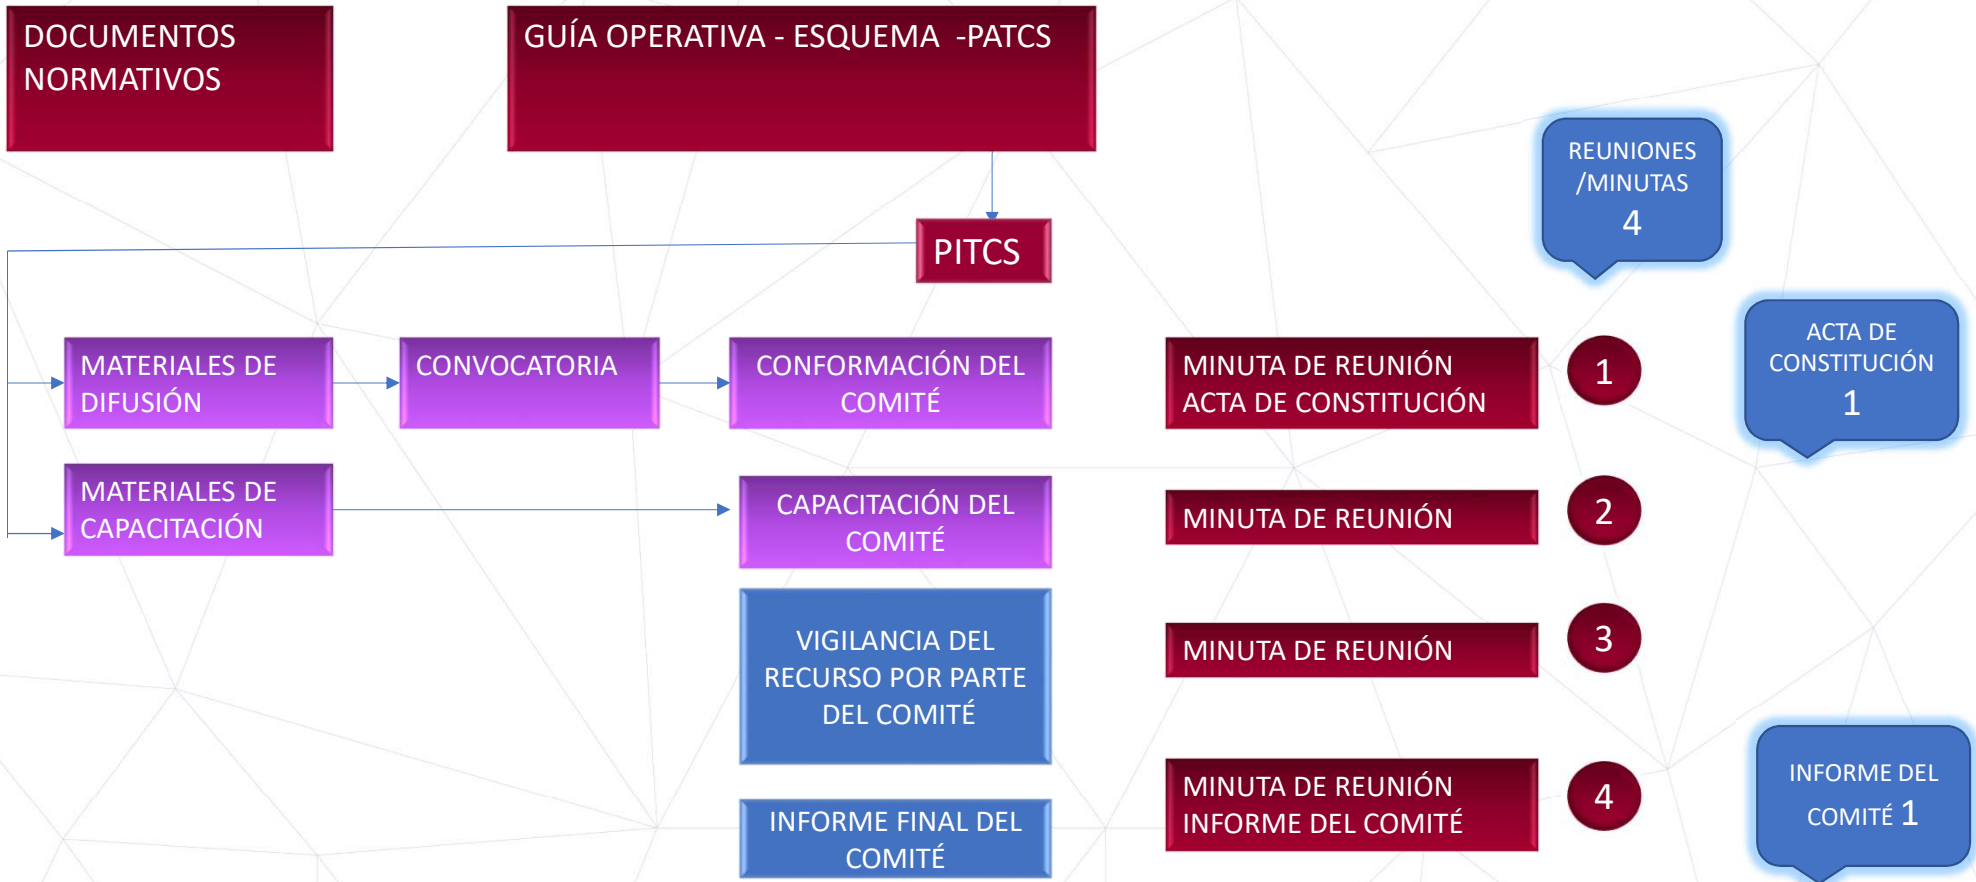 DOCUMENTOS
NORMATIVOS
GUÍA OPERATIVA - ESQUEMA -PATCS
PITCS
REUNIONES
/MINUTAS
4
ACTA DE
CONSTITUCIÓN
1
MATERIALES DE
DIFUSIÓN
CONVOCATORIA
CONFORMACIÓN DEL
COMITÉ
MINUTA DE REUNIÓN
ACTA DE CONSTITUCIÓN
1
MATERIALES DE
CAPACITACIÓN
CAPACITACIÓN DEL
COMITÉ
MINUTA DE REUNIÓN
2
VIGILANCIA DEL
RECURSO POR PARTE
DEL COMITÉ
MINUTA DE REUNIÓN
3
INFORME FINAL DEL
COMITÉ
MINUTA DE REUNIÓN
INFORME DEL COMITÉ
4
INFORME DEL
COMITÉ 1